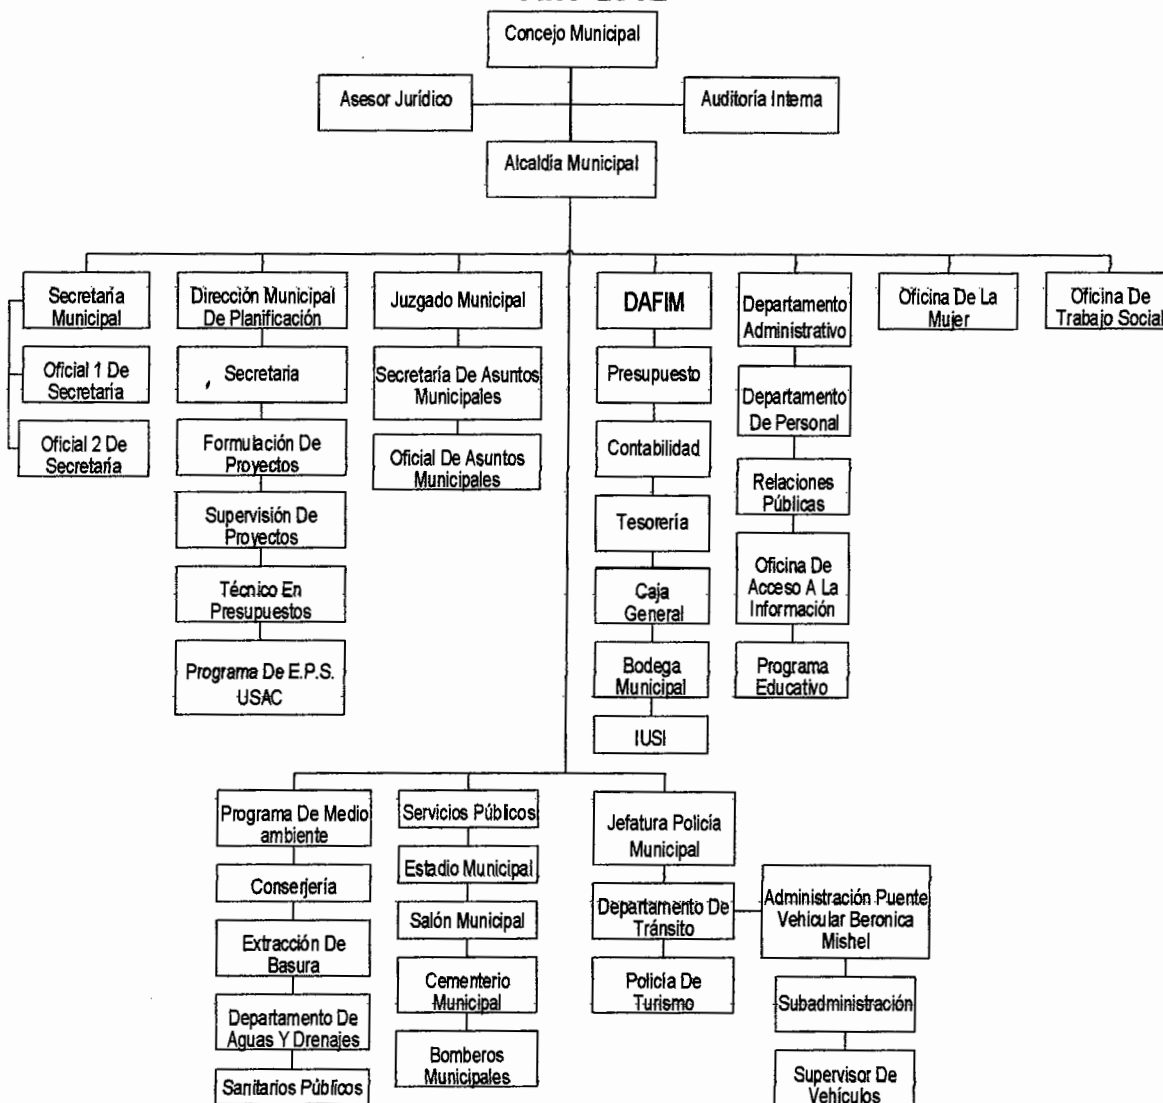 Concejo Municipal
Asesor Jurídico
Auditoría Interna
Alcaldía Municipal
Secretaría
Municipal
Oficial 1 De
Secretaría
Oficial 2 De
Secretaría
Dirección Municipal
De Planificación
Secretaria
Formulación De
Proyectos
Supervisión De
Proyectos
Técnico En
Presupuestos
Programa De E.P.S.
USAC
Juzgado Municipal
Secretaría De Asuntos
Municipales
Oficial De Asuntos
Municipales
DAFIM
Presupuesto
Contabilidad
Tesorería
Caja
General
Bodega
Municipal
IUSI
Departamento
Administrativo
Departamento
De Personal
Relaciones
Públicas
Oficina De
Acceso A La
Información
Programa
Educativo
Oficina De La
Mujer
Oficina De
Trabajo Social
Programa De Medio
ambiente
Conserjería
Extracción De
Basura
Departamento De
Aguas Y Drenajes
Sanitarios Públicos
Servicios Públicos
Estadio Municipal
Salón Municipal
Cementerio
Municipal
Bomberos
Municipales
Jefatura Policía
Municipal
Departamento De
Tránsito
Policía De
Turismo
Administración Puente
Vehicular Beronica
Mishel
Subadministración
Supervisor De
Vehículos